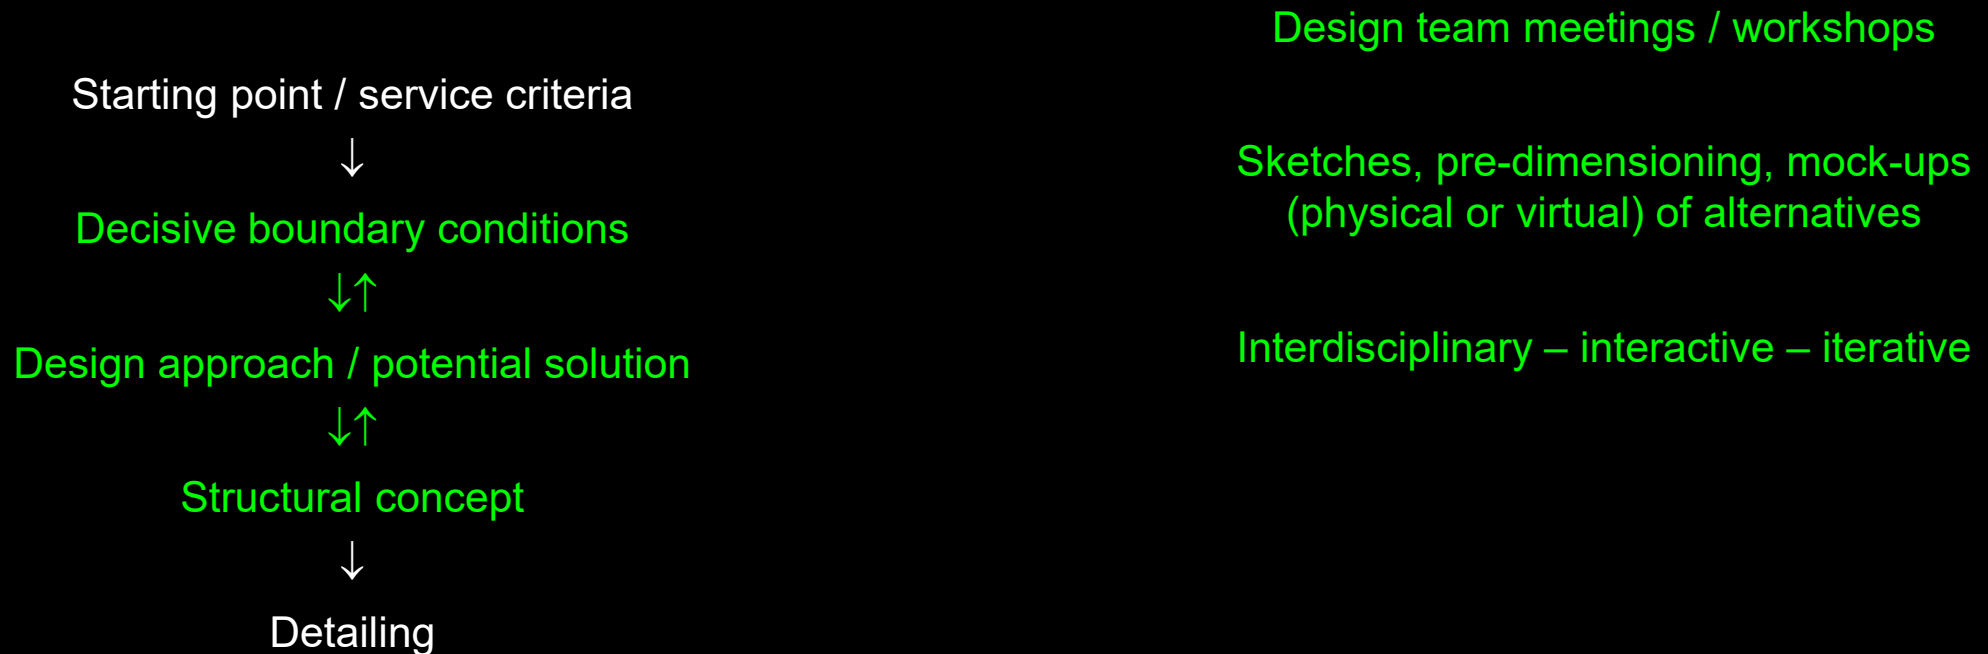 Starting point / service criteria
↓
Decisive boundary conditions
↓↑
Design approach / potential solution
↓↑
Structural concept
↓
Detailing
Design team meetings / workshops
Sketches, pre-dimensioning, mock-ups
(physical or virtual) of alternatives
Interdisciplinary – interactive – iterative